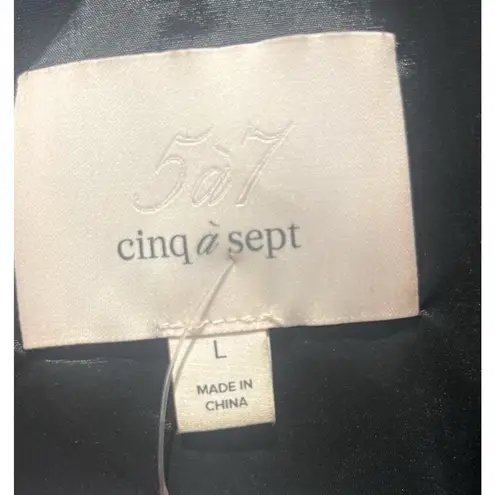 5à7
cinq à sept
L
MADE IN
CHINA